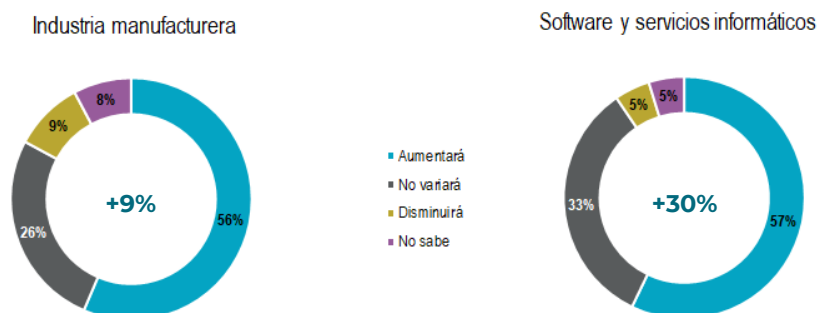 Industria manufacturera
8%
9%
26%
+9%
56%
Aumentará
No variará
Disminuirá
No sabe
Software y servicios informáticos
5%
5%
33%
+30%
57%